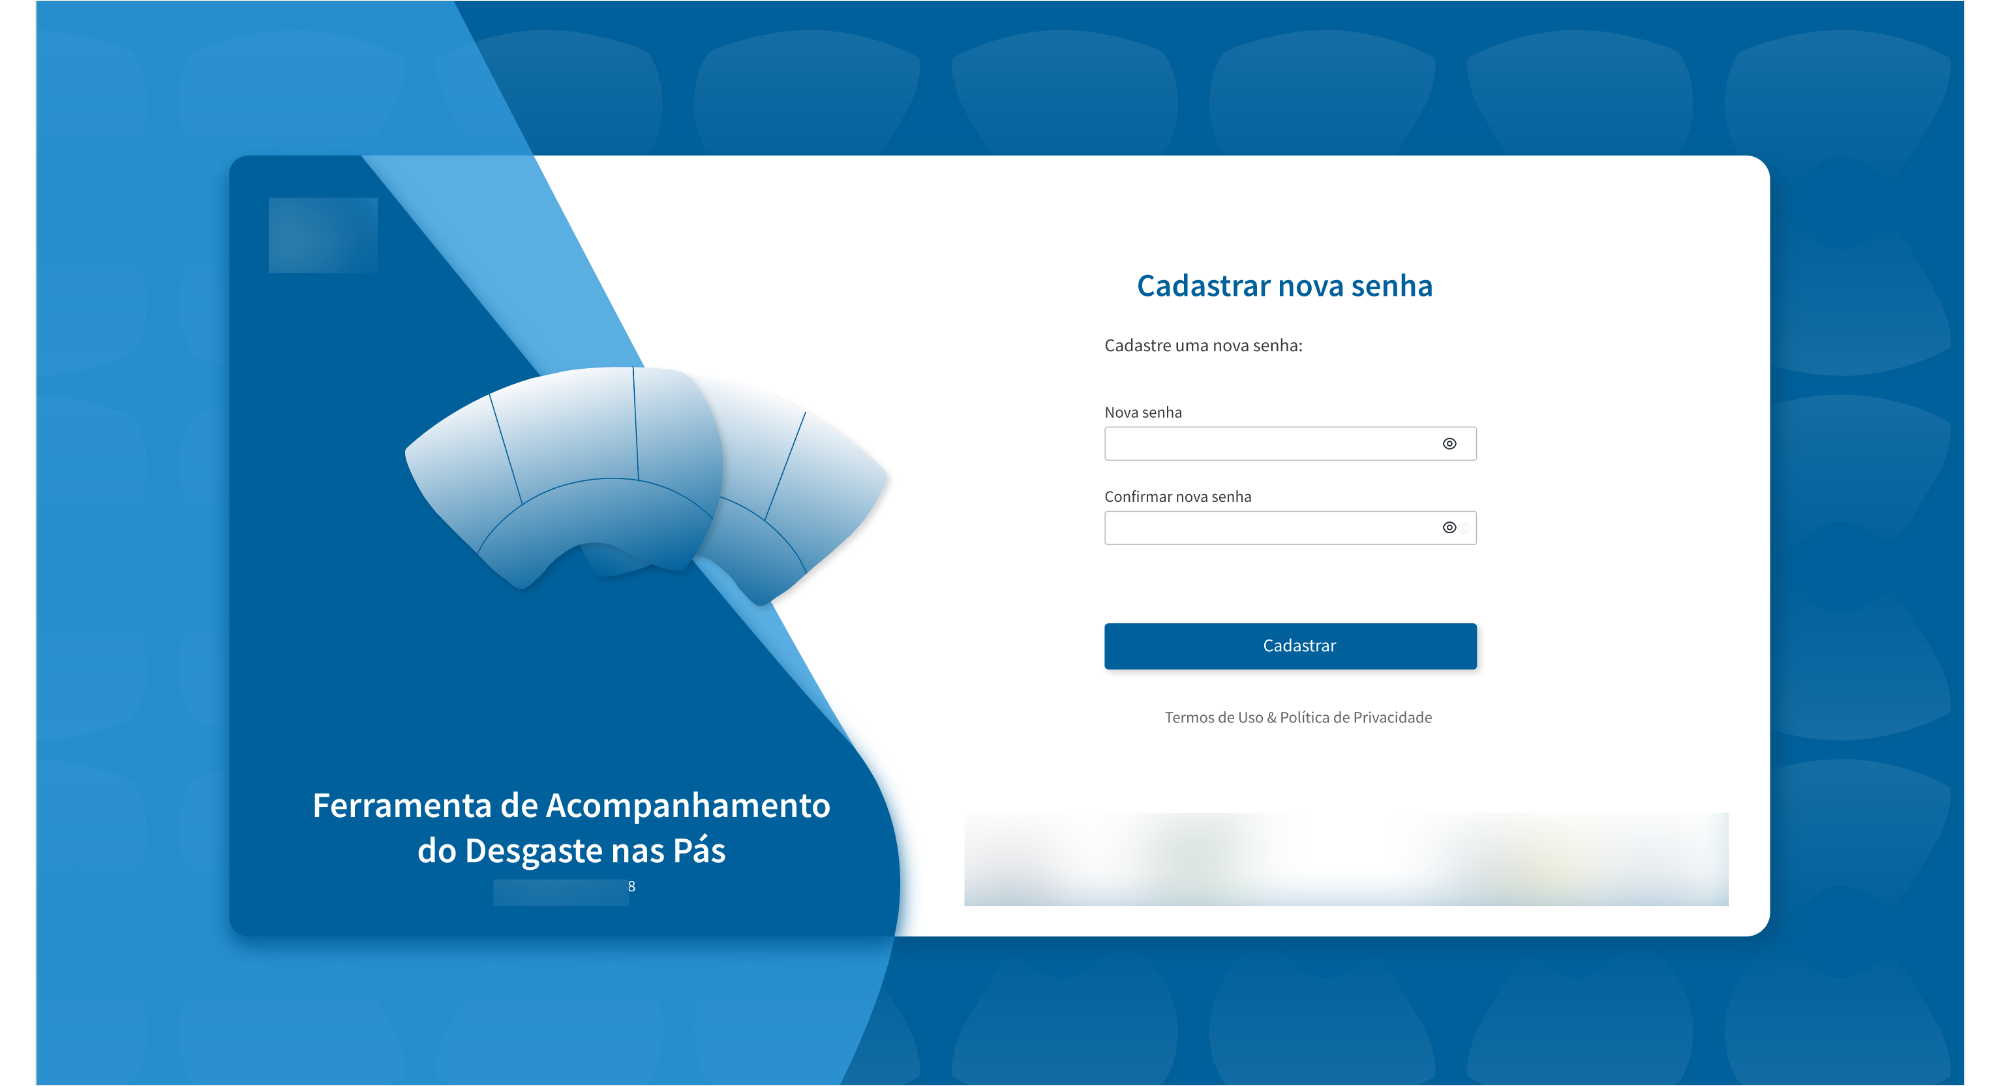 Ferramenta de Acompanhamento
do Desgaste nas Pás
8
Cadastrar nova senha
Cadastre uma nova senha:
Nova senha
Confirmar nova senha
Cadastrar
Termos de Uso & Política de Privacidade